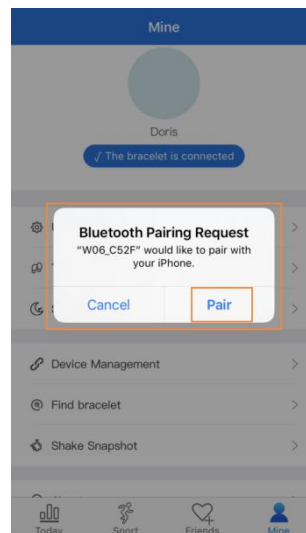 Mine
Doris
√ The bracelet is connected
Bluetooth Pairing Request
"W06_C52F" would like to pair with
your iPhone.
Cancel
Pair
Device Management
Find bracelet
Shake Snapshot
Today
Sport
Friends
Mine